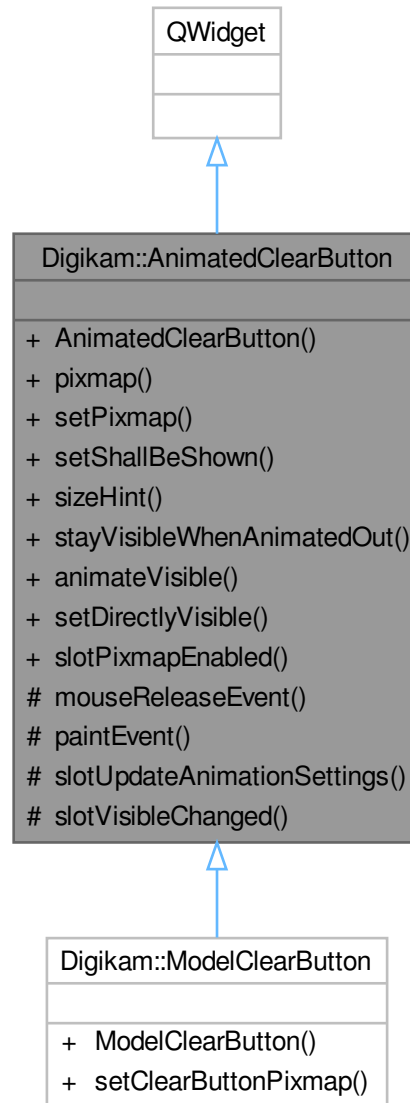 QWidget
Digikam::AnimatedClearButton
+ AnimatedClearButton()
+ pixmap()
+ setPixmap()
+ setShallBeShown()
+ sizeHint()
+ stayVisibleWhenAnimatedOut()
+ animateVisible()
+ setDirectlyVisible()
+ slotPixmapEnabled()
# mouseReleaseEvent()
# paintEvent()
# slotUpdateAnimationSettings()
# slotVisibleChanged()
Digikam::ModelClearButton
+ ModelClearButton()
+ setClearButtonPixmap()